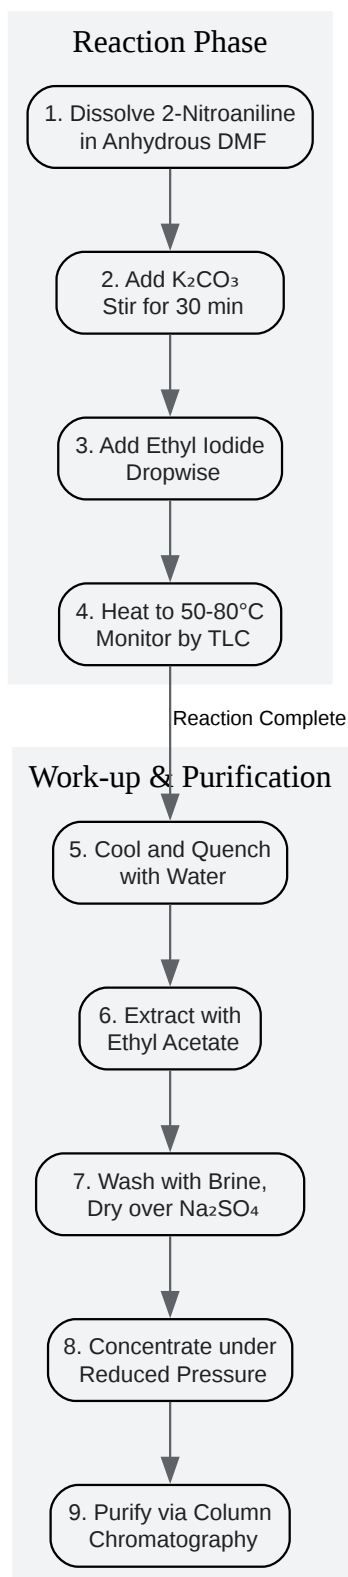 Reaction Phase
1. Dissolve 2-Nitroaniline
in Anhydrous DMF
2. Add K₂CO₃
Stir for 30 min
3. Add Ethyl Iodide
Dropwise
4. Heat to 50-80°C
Monitor by TLC
Reaction Complete
Work-up & Purification
5. Cool and Quench
with Water
6. Extract with
Ethyl Acetate
7. Wash with Brine,
Dry over Na₂SO₄
8. Concentrate under
Reduced Pressure
9. Purify via Column
Chromatography